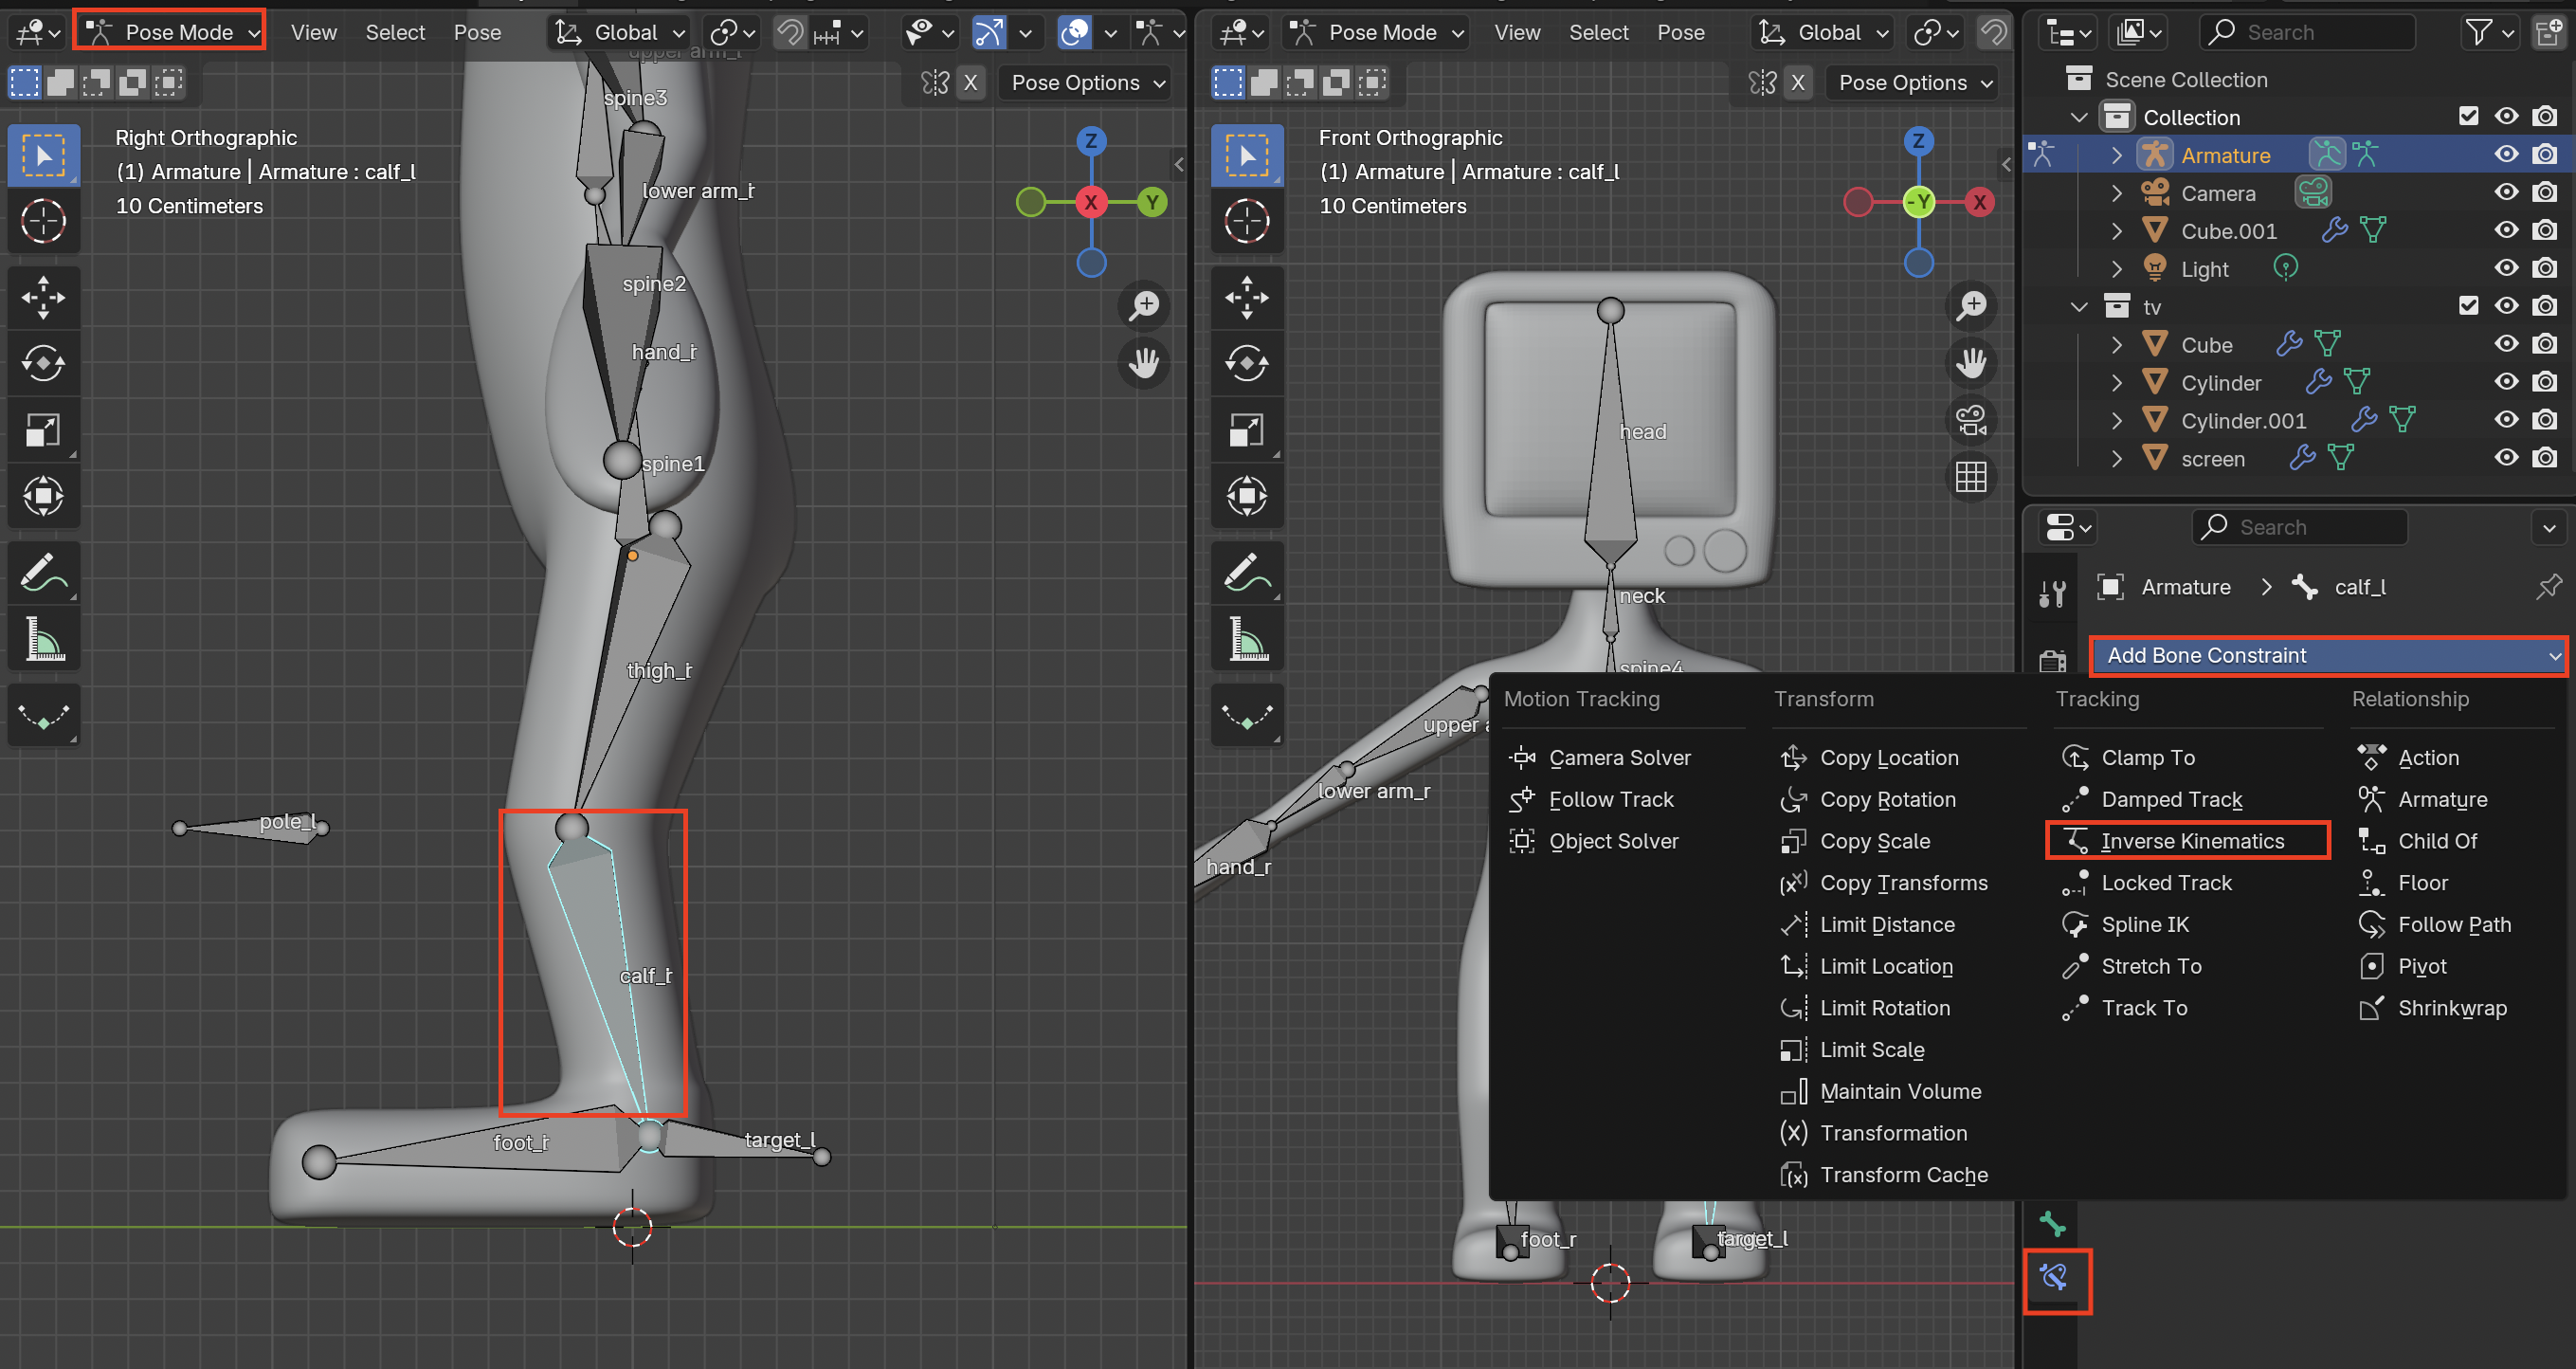 Pose Mode
View
Select
Pose
Global
X
Pose Options
Right Orthographic
(1) Armature | Armature : calf_l
10 Centimeters
Z
X
Y
upper arm_l
spine3
spine2
spine1
pole_l
target_l
Pose Mode
View
Select
Pose
Global
X
Pose Options
Front Orthographic
(1) Armature | Armature : calf_l
10 Centimeters
Z
-Y
X
head
neck
spine4
upper a
lower arm_r
hand_r
foot_r
target_l
Search
Scene Collection
Collection
Armature
Camera
Cube.001
Light
tv
Cube
Cylinder
Cylinder.001
screen
Search
Armature > calf_l
Add Bone Constraint
Motion Tracking
Camera Solver
Follow Track
Object Solver
Transform
Copy Location
Copy Rotation
Copy Scale
Copy Transforms
Limit Distance
Limit Location
Limit Rotation
Limit Scale
Maintain Volume
Transformation
Transform Cache
Tracking
Clamp To
Damped Track
Inverse Kinematics
Locked Track
Spline IK
Stretch To
Track To
Relationship
Action
Armature
Child Of
Floor
Follow Path
Pivot
Shrinkwrap